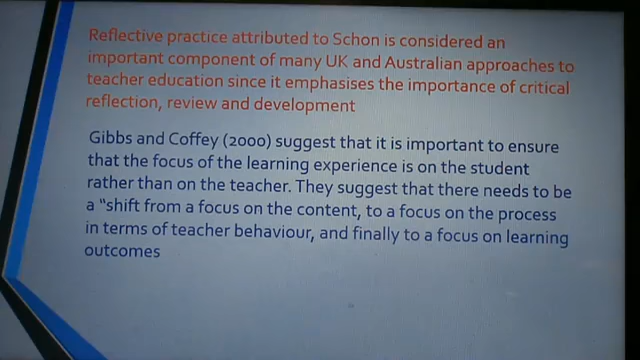 Reflective practice attributed to Schon is considered an
important component of many UK and Australian approaches to
teacher education since it emphasises the importance of critical
reflection, review and development
Gibbs and Coffey (2000) suggest that it is important to ensure
that the focus of the learning experience is on the student
rather than on the teacher. They suggest that there needs to be
a “shift from a focus on the content, to a focus on the process
in terms of teacher behaviour, and finally to a focus on learning
outcomes